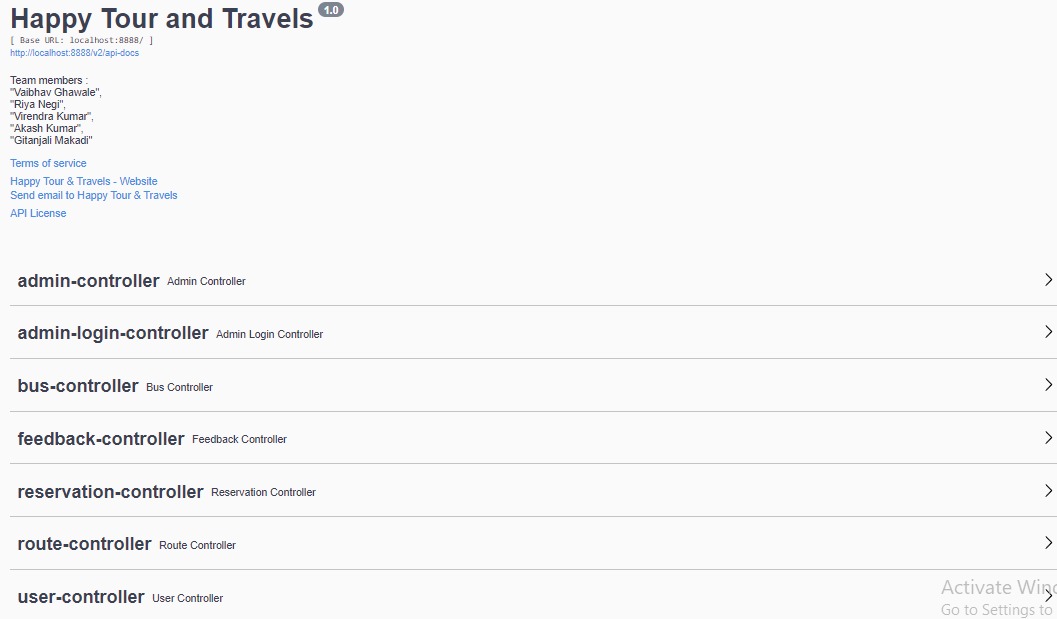 Happy Tour and Travels 1.0
[ Base URL: localhost:8888/ ]
http://localhost:8888/v2/api-docs
Team members :
"Vaibhav Ghawale",
"Riya Negi",
"Virendra Kumar",
"Akash Kumar",
"Gitanjali Makadi"
Terms of service
Happy Tour & Travels - Website
Send email to Happy Tour & Travels
API License
admin-controller Admin Controller
admin-login-controller Admin Login Controller
bus-controller Bus Controller
feedback-controller Feedback Controller
reservation-controller Reservation Controller
route-controller Route Controller
user-controller User Controller
Activate
Go to Settings to